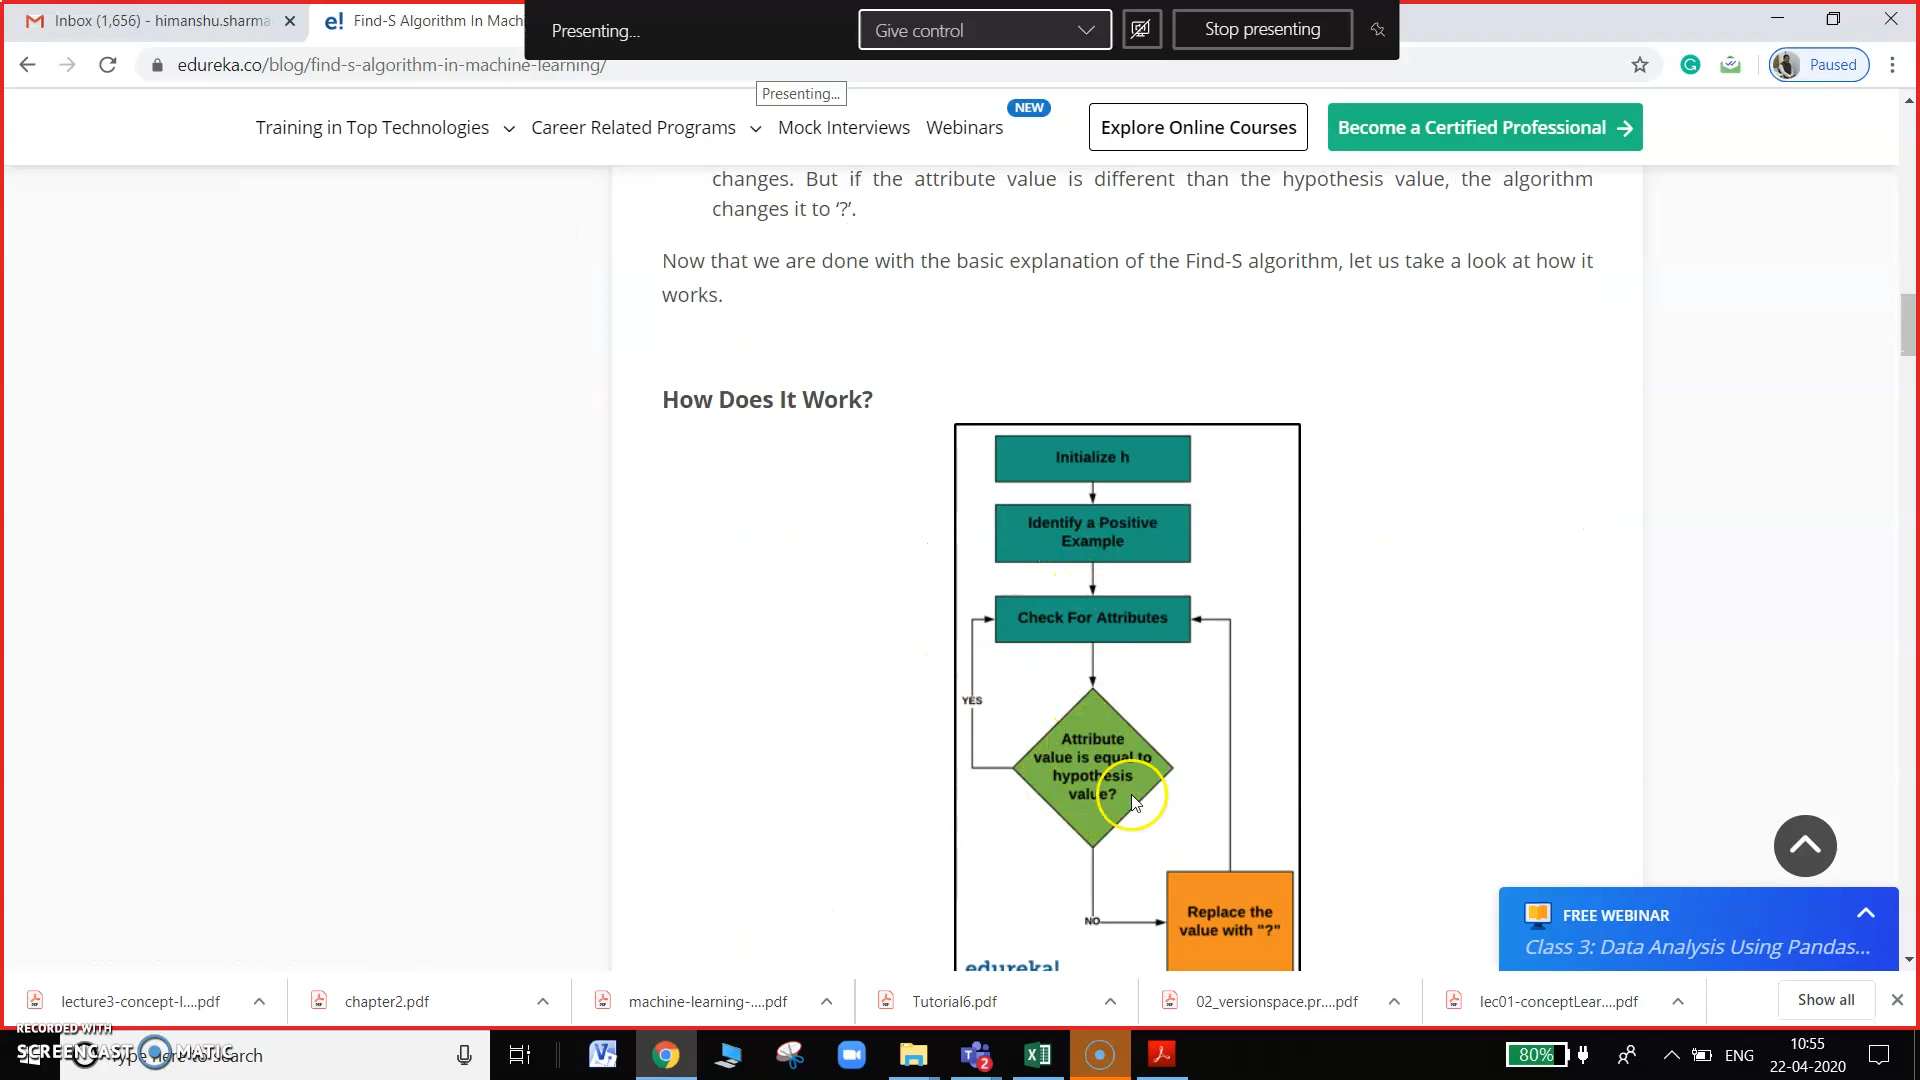 Inbox (1,656) - himanshu.sharma
Find-S Algorithm In Mach
Presenting...
Give control
Stop presenting
edureka.co/blog/find-s-algorithm-in-machine-learning/
Paused
Presenting...
Training in Top Technologies
Career Related Programs
Mock Interviews
Webinars
NEW
Explore Online Courses
Become a Certified Professional
changes. But if the attribute value is different than the hypothesis value, the algorithm
changes it to ‘?’.
Now that we are done with the basic explanation of the Find-S algorithm, let us take a look at how it
works.
How Does It Work?
Initialize h
Identify a Positive
Example
Check For Attributes
YES
Attribute
value is equal to
hypothesis
value?
NO
Replace the
value with "?"
edureka!
FREE WEBINAR
Class 3: Data Analysis Using Pandas...
lecture3-concept-l....pdf
chapter2.pdf
machine-learning-....pdf
Tutorial6.pdf
02_versionspace.pr....pdf
lec01-conceptLear....pdf
Show all
RECORDED WITH
SCREENCAST MATIC
Type here to search
2
80%
ENG
10:55
22-04-2020